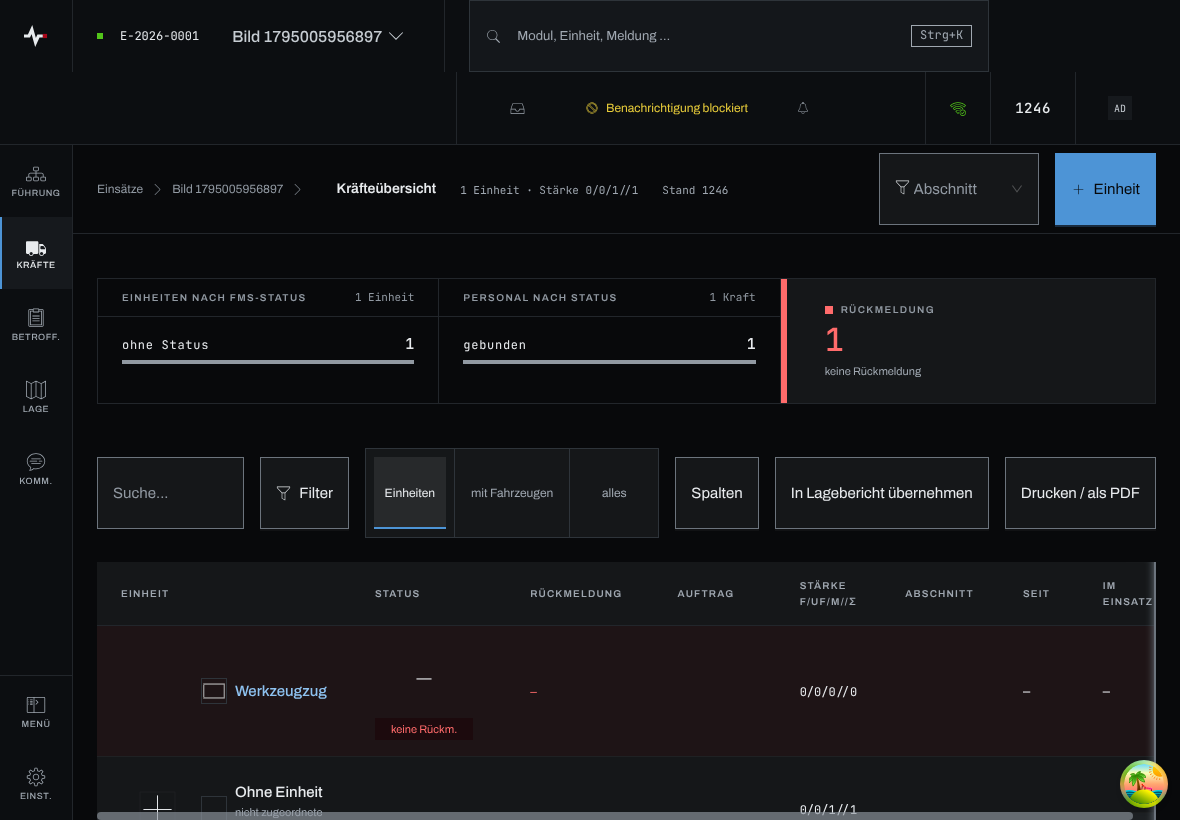 E-2026-0001
Bild 1795005956897
Modul, Einheit, Meldung ...
Strg+K
Benachrichtigung blockiert
1246
AD
FÜHRUNG
KRÄFTE
BETROFF.
LAGE
KOMM.
MENÜ
EINST.
Einsätze
Bild 1795005956897
Kräfteübersicht
1 Einheit · Stärke 0/0/1//1
Stand 1246
Abschnitt
+ Einheit
EINHEITEN NACH FMS-STATUS
1 Einheit
ohne Status
1
PERSONAL NACH STATUS
1 Kraft
gebunden
1
RÜCKMELDUNG
1
keine Rückmeldung
Suche...
Filter
Einheiten
mit Fahrzeugen
alles
Spalten
In Lagebericht übernehmen
Drucken / als PDF
EINHEIT
STATUS
RÜCKMELDUNG
AUFTRAG
STÄRKE
F/UF/M//Σ
ABSCHNITT
SEIT
IM
EINSATZ
Werkzeugzug
—
keine Rückm.
–
0/0/0//0
–
–
Ohne Einheit
nicht zugeordnete
0/0/1//1